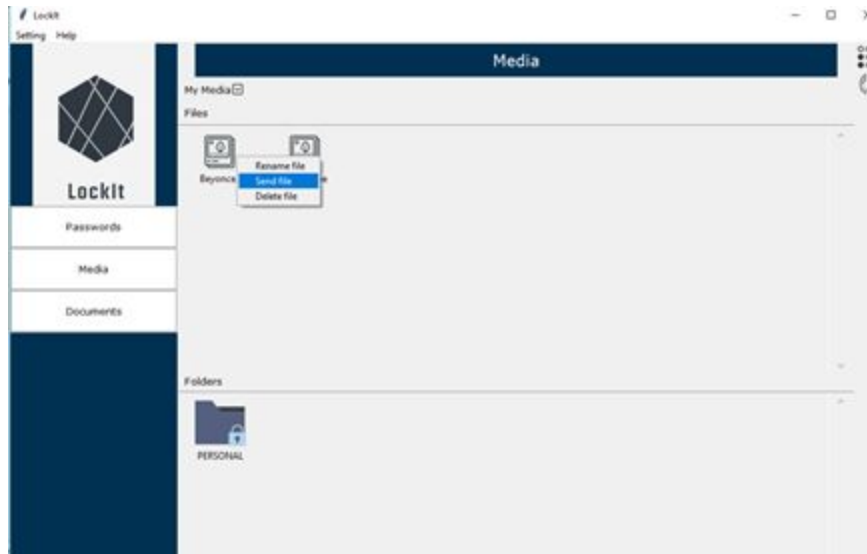 LockIt
Setting Help
Media
My Media
Files
Rename file
Beyonce
Send file
Delete file
LockIt
Passwords
Media
Documents
Folders
PERSONAL